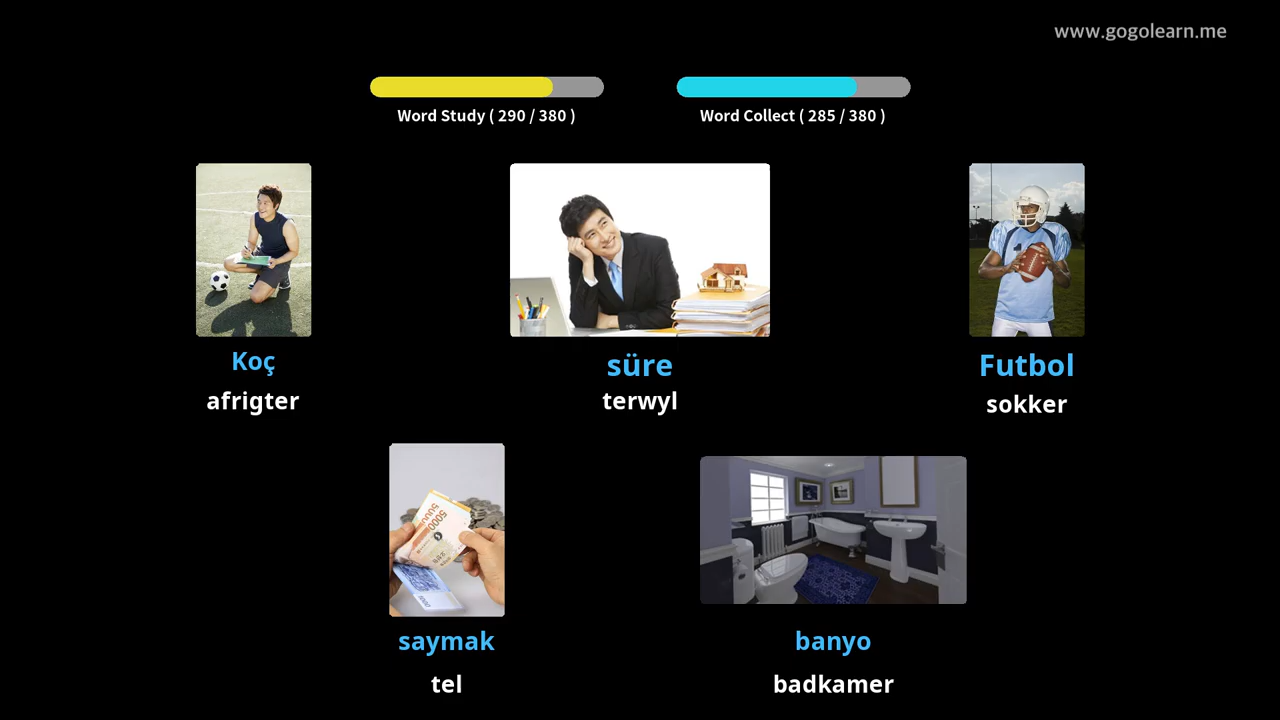 www.gogolearn.me
Word Study ( 290 / 380 )
Word Collect ( 285 / 380 )
Koç
afrigter
süre
terwyl
Futbol
sokker
5000
saymak
tel
banyo
badkamer